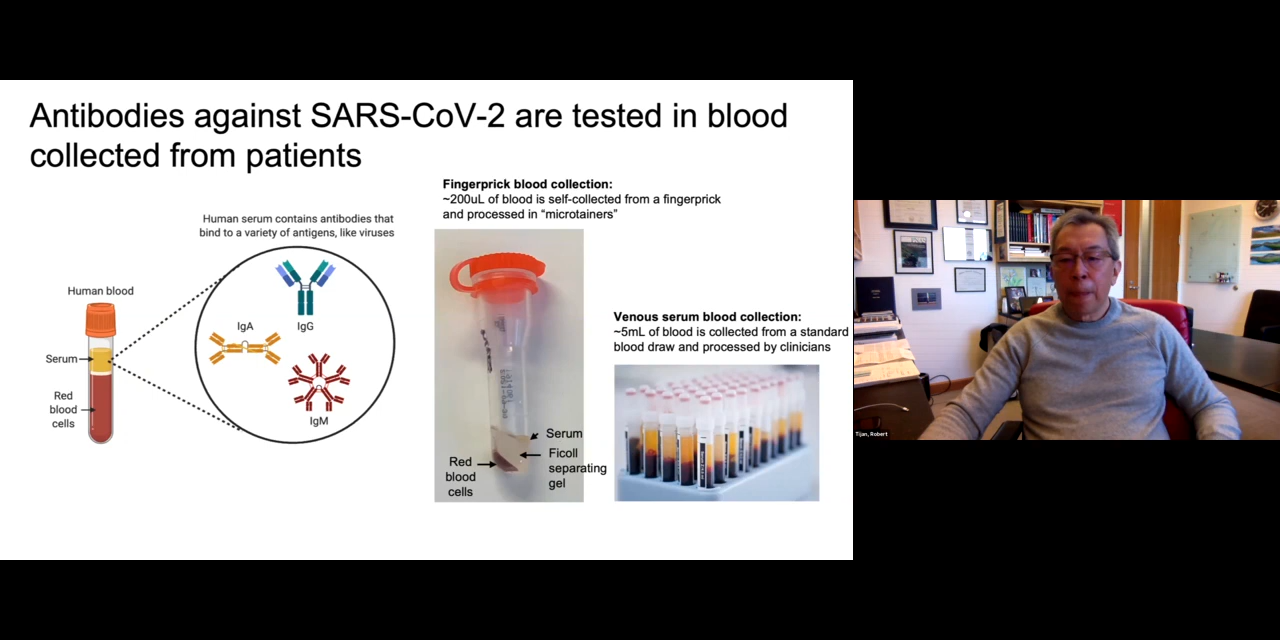 Antibodies against SARS-CoV-2 are tested in blood
collected from patients
Human serum contains antibodies that
bind to a variety of antigens, like viruses
Human blood
Serum
Red
blood
cells
IgA
IgG
IgM
Fingerprick blood collection:
~200uL of blood is self-collected from a fingerprick
and processed in “microtainers”
Serum
Ficoll
separating
gel
Red
blood
cells
Venous serum blood collection:
~5mL of blood is collected from a standard
blood draw and processed by clinicians
Tijan, Robert